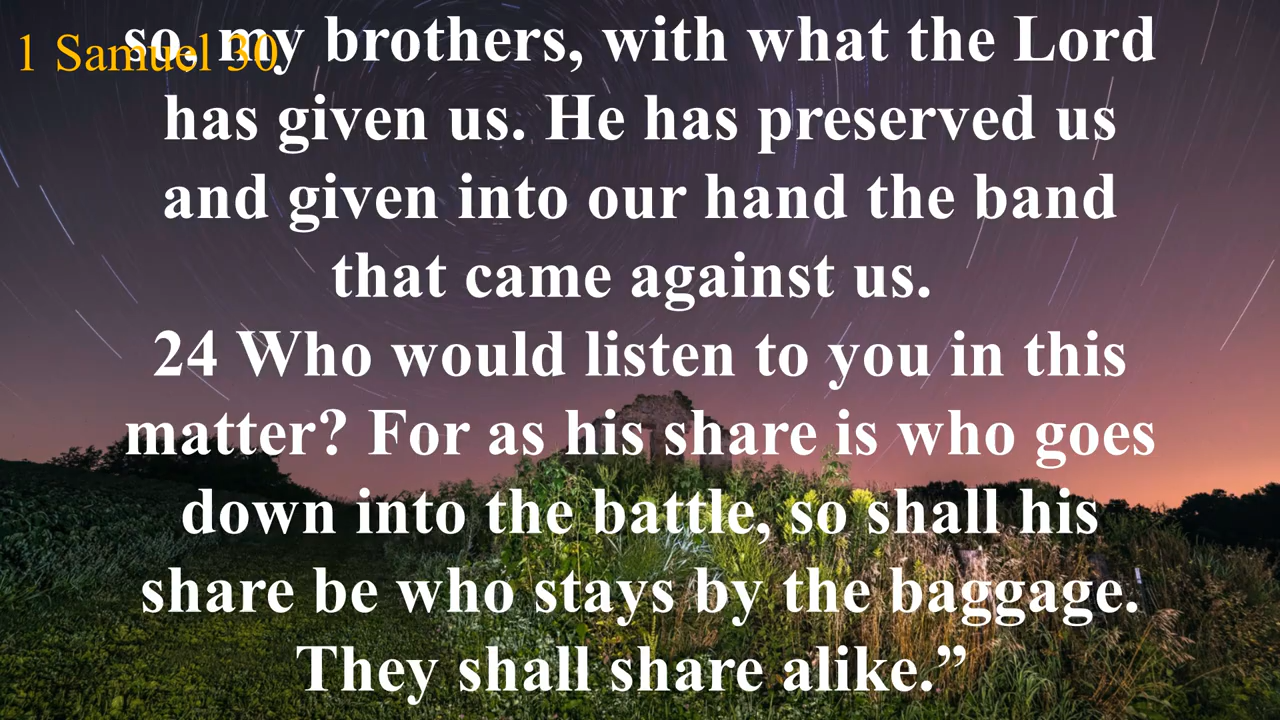 1 Samuel 30
so, my brothers, with what the Lord
has given us. He has preserved us
and given into our hand the band
that came against us.
24 Who would listen to you in this
matter? For as his share is who goes
down into the battle, so shall his
share be who stays by the baggage.
They shall share alike.”